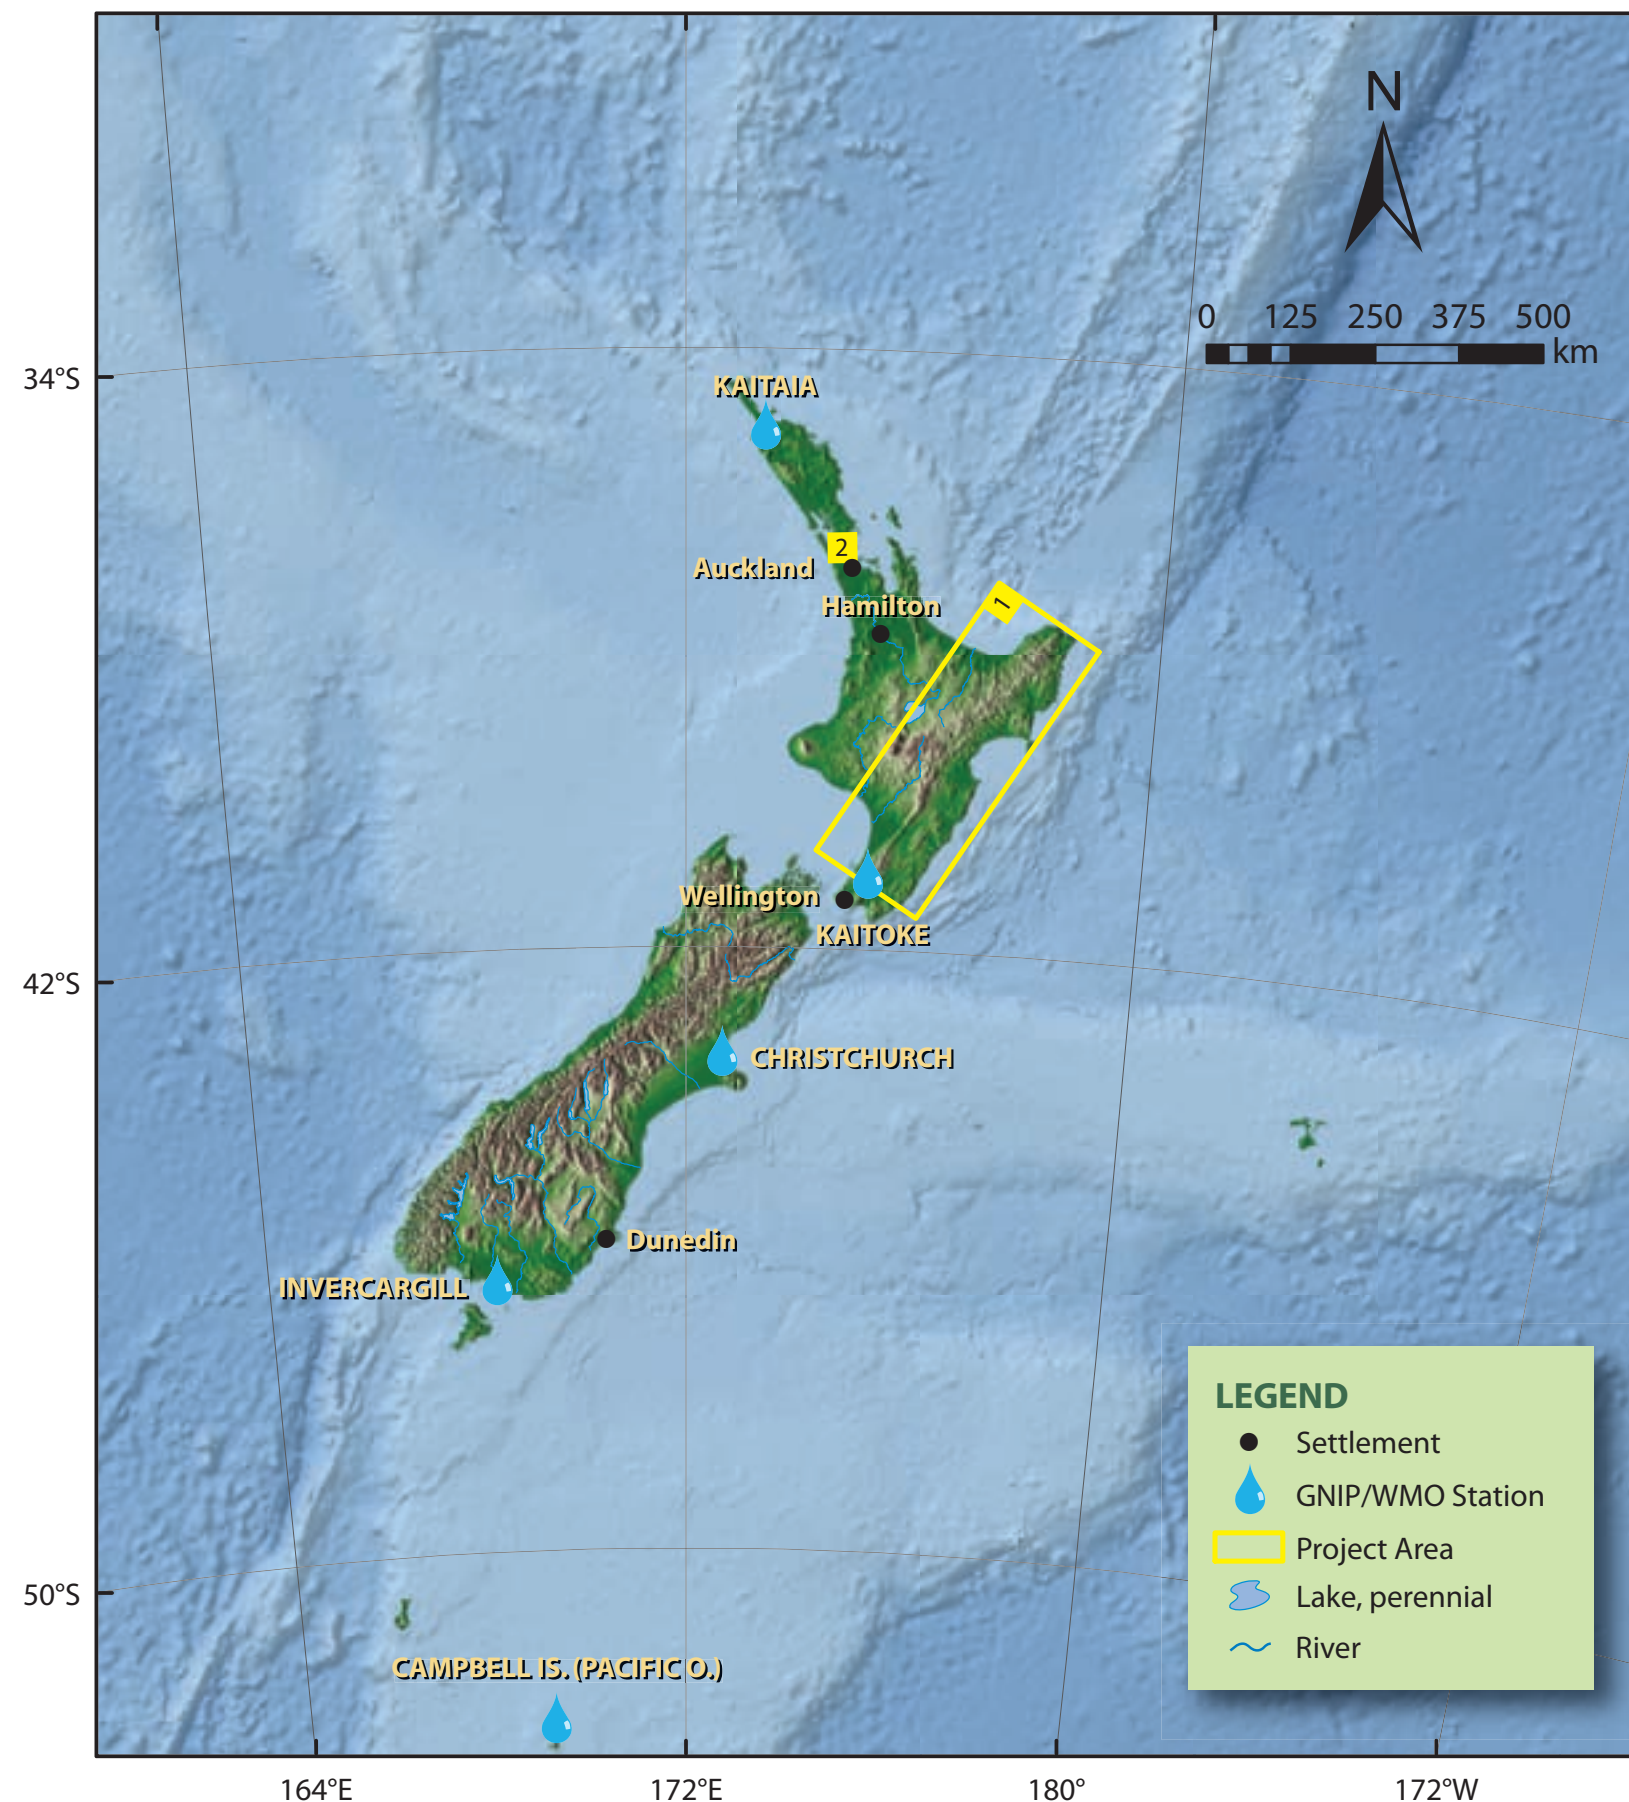 N
0 125 250 375 500
km
34°S
KAITAIA
2
Auckland
Hamilton
1
Wellington
KAITOKE
42°S
CHRISTCHURCH
Dunedin
INVERCARGILL
LEGEND
Settlement
GNIP/WMO Station
Project Area
Lake, perennial
River
50°S
CAMPBELL IS. (PACIFIC O.)
164°E 172°E 180° 172°W